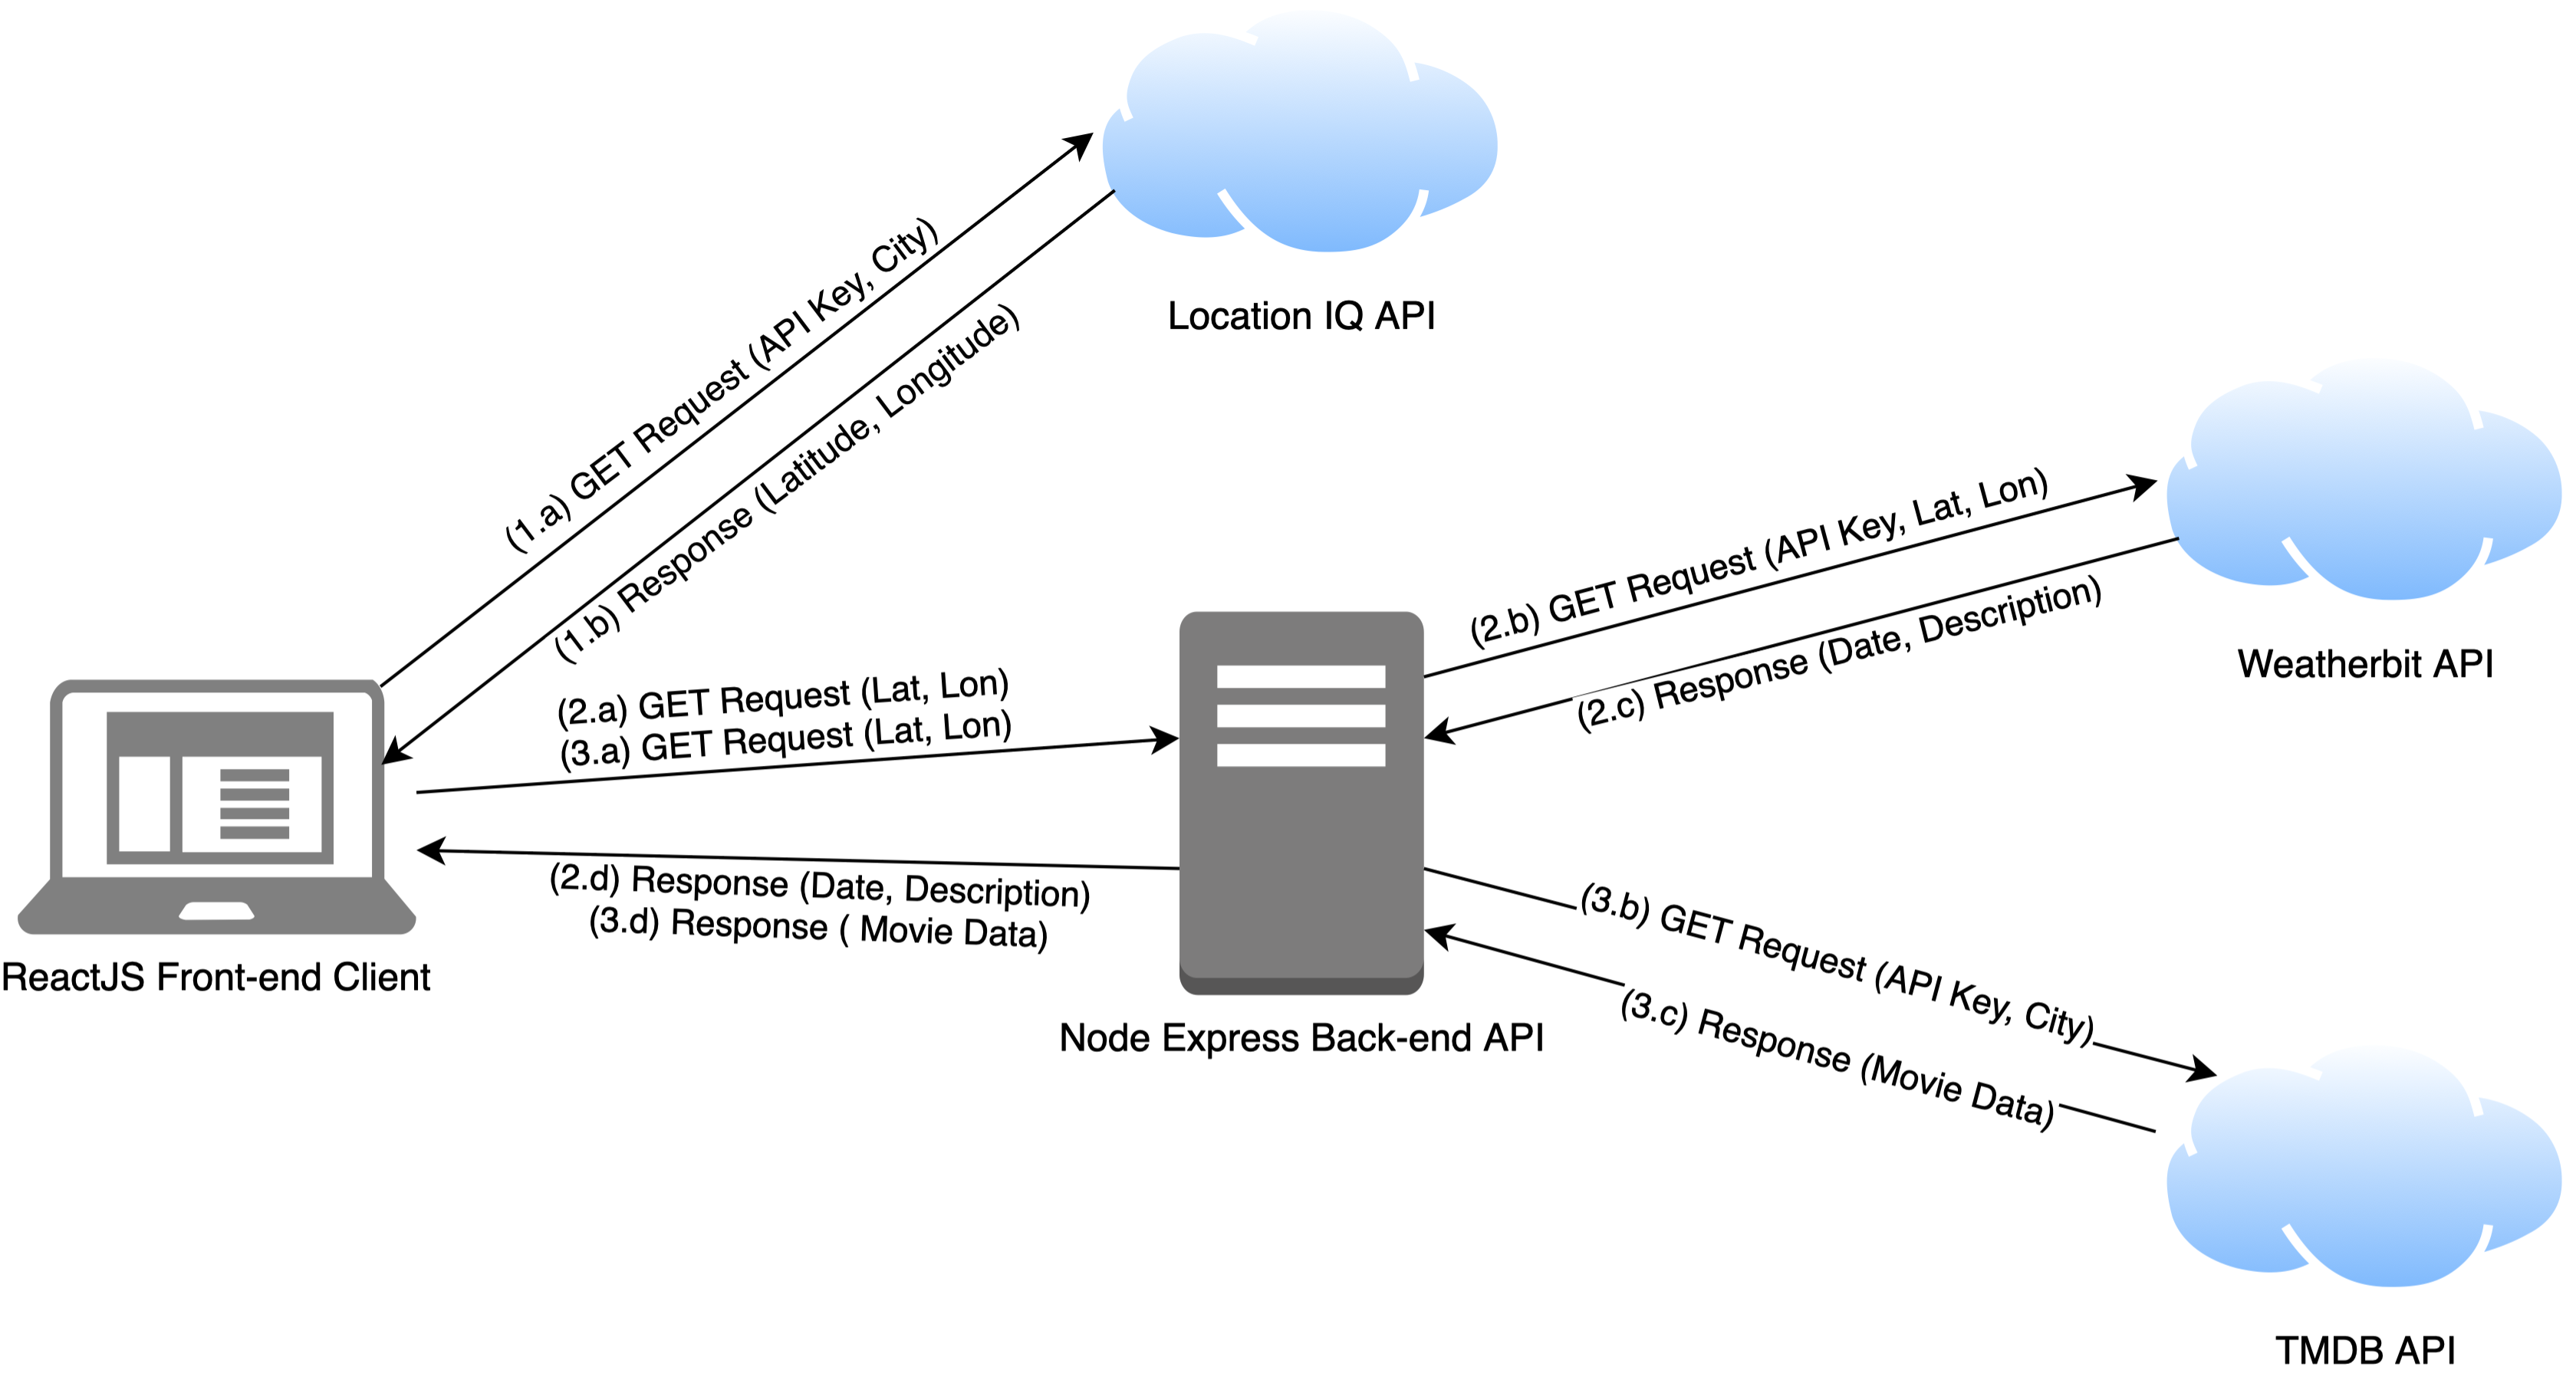 (1.a) GET Request (API Key, City)
(1.b) Response (Latitude, Longitude)
Location IQ API
(2.a) GET Request (Lat, Lon)
(3.a) GET Request (Lat, Lon)
(2.b) GET Request (API Key, Lat, Lon)
(2.c) Response (Date, Description)
Weatherbit API
(2.d) Response (Date, Description)
(3.d) Response ( Movie Data)
ReactJS Front-end Client
Node Express Back-end API
(3.b) GET Request (API Key, City)
(3.c) Response (Movie Data)
TMDB API